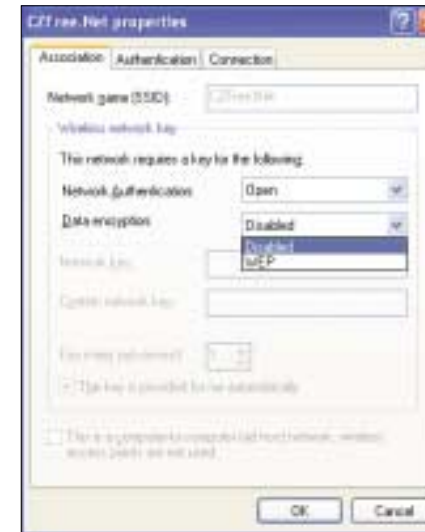 CZFree.Net properties
Association Authentication Connection
Network name (SSID): CZFree.Net
Wireless network key
This network requires a key for the following:
Network Authentication Open
Data encryption Disabled
Disabled
WEP
Network key:
Confirm network key:
Key index (advanced): 1
This key is provided for me automatically
This is a computer-to-computer (ad hoc) network; wireless
access points are not used
OK Cancel